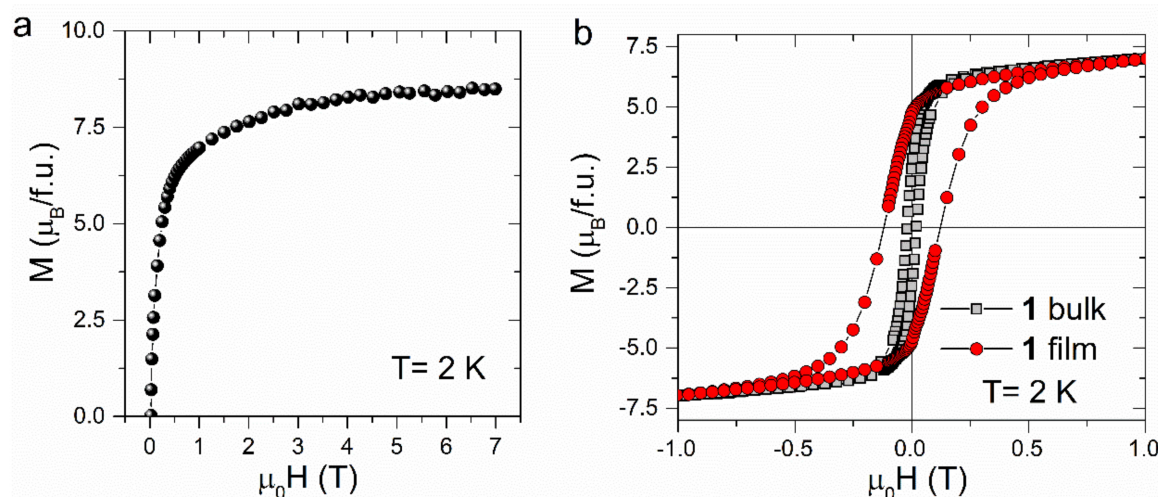 a
10.0
7.5
5.0
2.5
0.0
M (μB/f.u.)
T= 2 K
0 1 2 3 4 5 6 7
μ0H (T)
b
7.5
5.0
2.5
0.0
-2.5
-5.0
-7.5
M (μB/f.u.)
1 bulk
1 film
T= 2 K
-1.0 -0.5 0.0 0.5 1.0
μ0H (T)